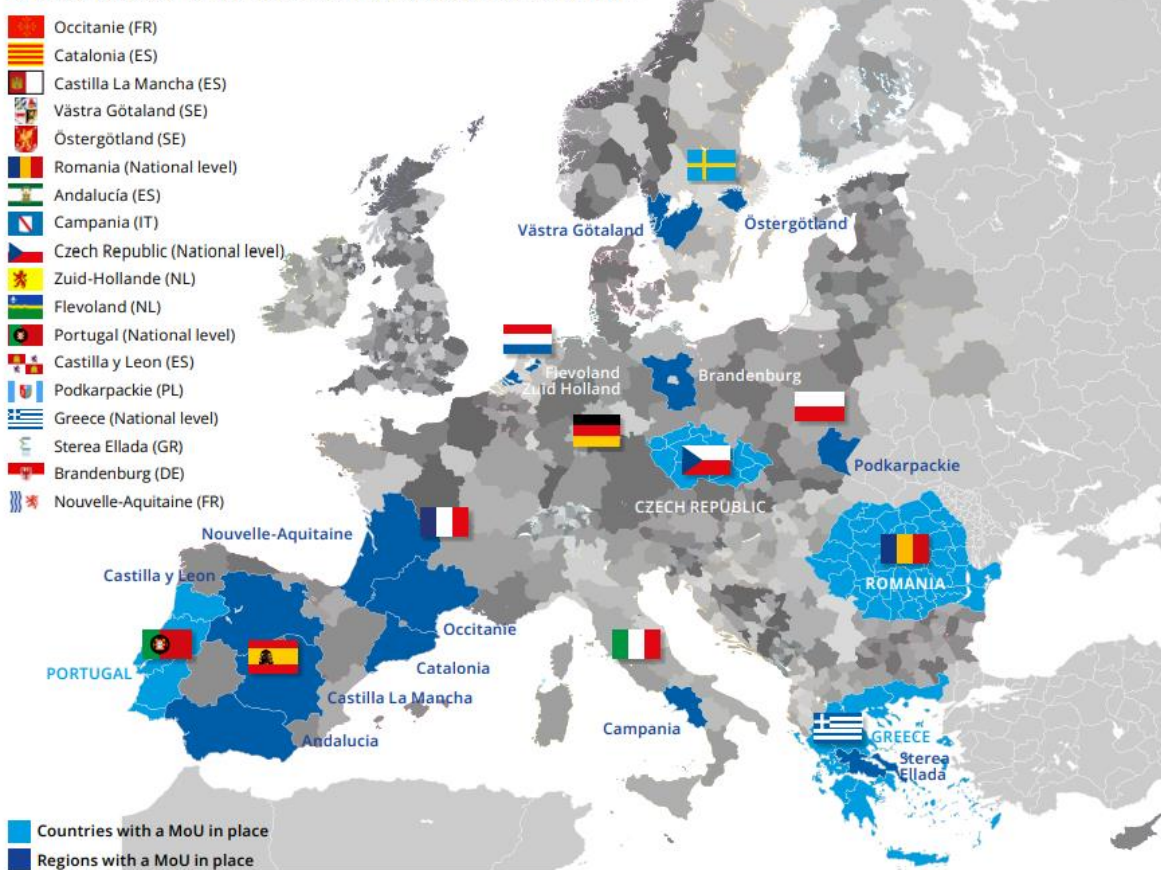 Occitanie (FR)
Catalonia (ES)
Castilla La Mancha (ES)
Västra Götaland (SE)
Östergötland (SE)
Romania (National level)
Andalucía (ES)
Campania (IT)
Czech Republic (National level)
Zuid-Hollande (NL)
Flevoland (NL)
Portugal (National level)
Castilla y Leon (ES)
Podkarpackie (PL)
Greece (National level)
Sterea Ellada (GR)
Brandenburg (DE)
Nouvelle-Aquitaine (FR)
Västra Götaland
Östergötland
Flevoland
Zuid Holland
Brandenburg
Podkarpackie
CZECH REPUBLIC
Nouvelle-Aquitaine
Castilla y Leon
ROMANIA
Occitanie
PORTUGAL
Catalonia
Castilla La Mancha
Campania
Andalucia
GREECE
Sterea
Ellada
Countries with a MoU in place
Regions with a MoU in place